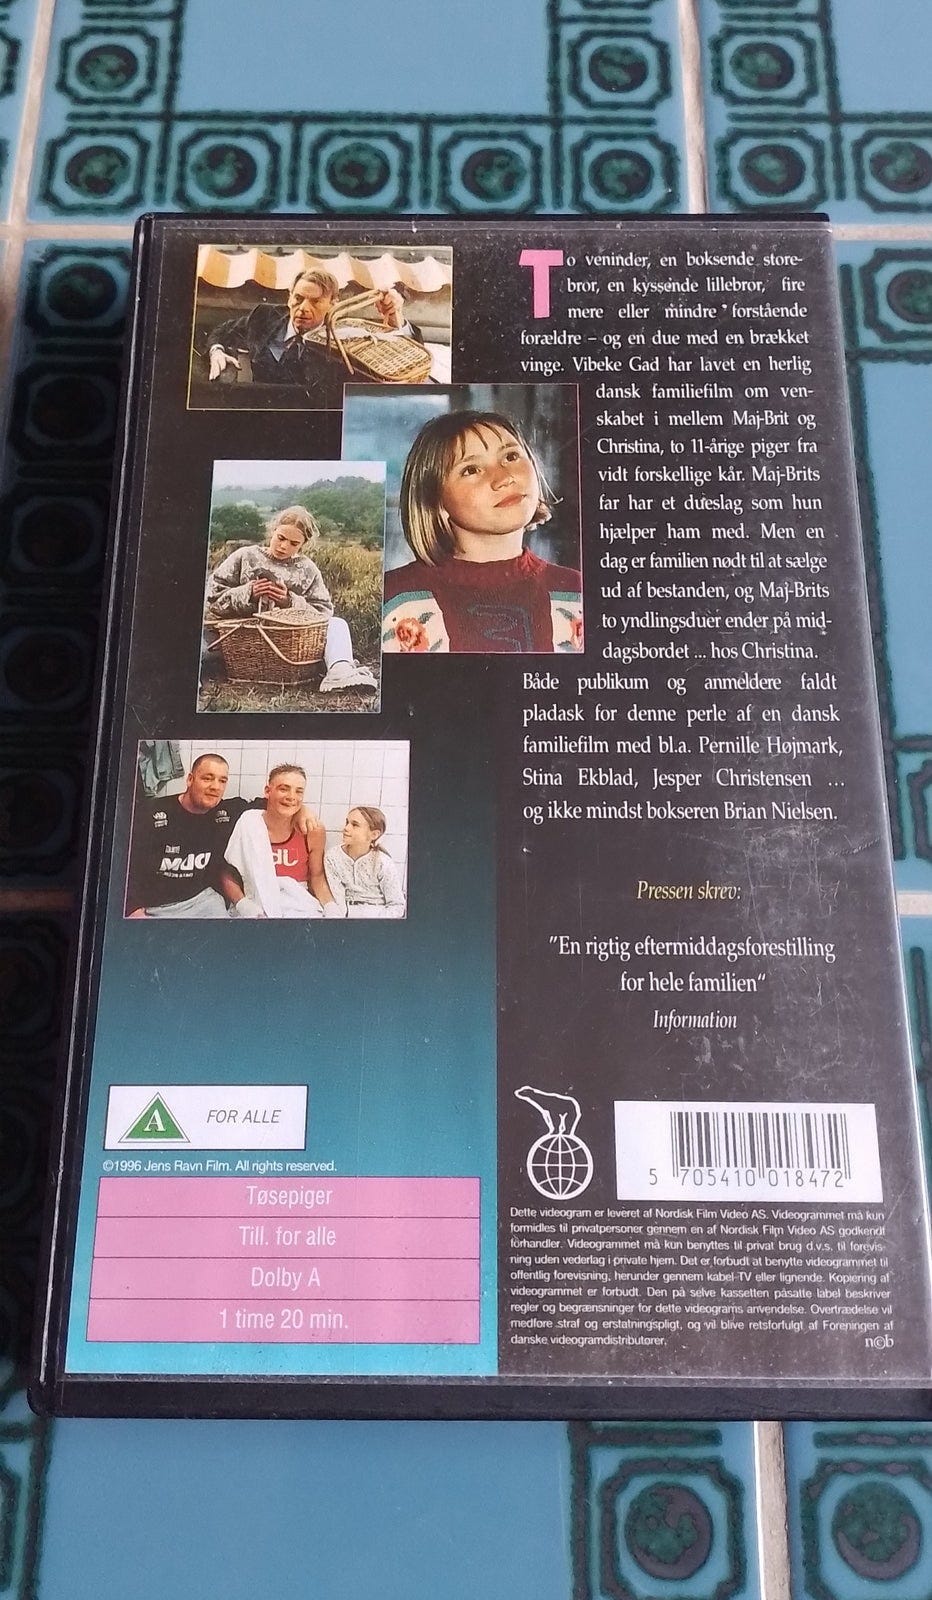 To veninder, en boksende store-
bror, en kyssende lillebror, fire
mere eller mindre forstående
forældre – og en due med en brækket
vinge. Vibeke Gad har lavet en herlig
dansk familiefilm om ven-
skabet i mellem Maj-Brit og
Christina, to 11-årige piger fra
vidt forskellige kår. Maj-Brits
far har et dueslag som hun
hjælper ham med. Men en
dag er familien nødt til at sælge
ud af bestanden, og Maj-Brits
to yndlingsduer ender på mid-
dagsbordet ... hos Christina.
Både publikum og anmeldere faldt
pladask for denne perle af en dansk
familiefilm med bl.a. Pernille Højmark,
Stina Ekblad, Jesper Christensen ...
og ikke mindst bokseren Brian Nielsen.
Pressen skrev:
"En rigtig eftermiddagsforestilling
for hele familien"
Information
A FOR ALLE
©1996 Jens Ravn Film. All rights reserved.
Tøsepiger
Till. for alle
Dolby A
1 time 20 min.
5 705410 018472
Dette videogram er leveret af Nordisk Film Video AS. Videogrammet må kun
formidles til privatpersoner gennem en af Nordisk Film Video AS godkendt
forhandler. Videogrammet må kun benyttes til privat brug d.v.s. til forevis-
ning uden vederlag i private hjem. Det er forbudt at benytte videogrammet til
offentlig forevisning, herunder gennem kabel-TV eller lignende. Kopiering af
videogrammet er forbudt. Den på selve kassetten påsatte label beskriver
regler og begrænsninger for dette videograms anvendelse. Overtrædelse vil
medføre straf og erstatningspligt, og vil blive retsforfulgt af Foreningen af
danske videogramdistributører.
n©b